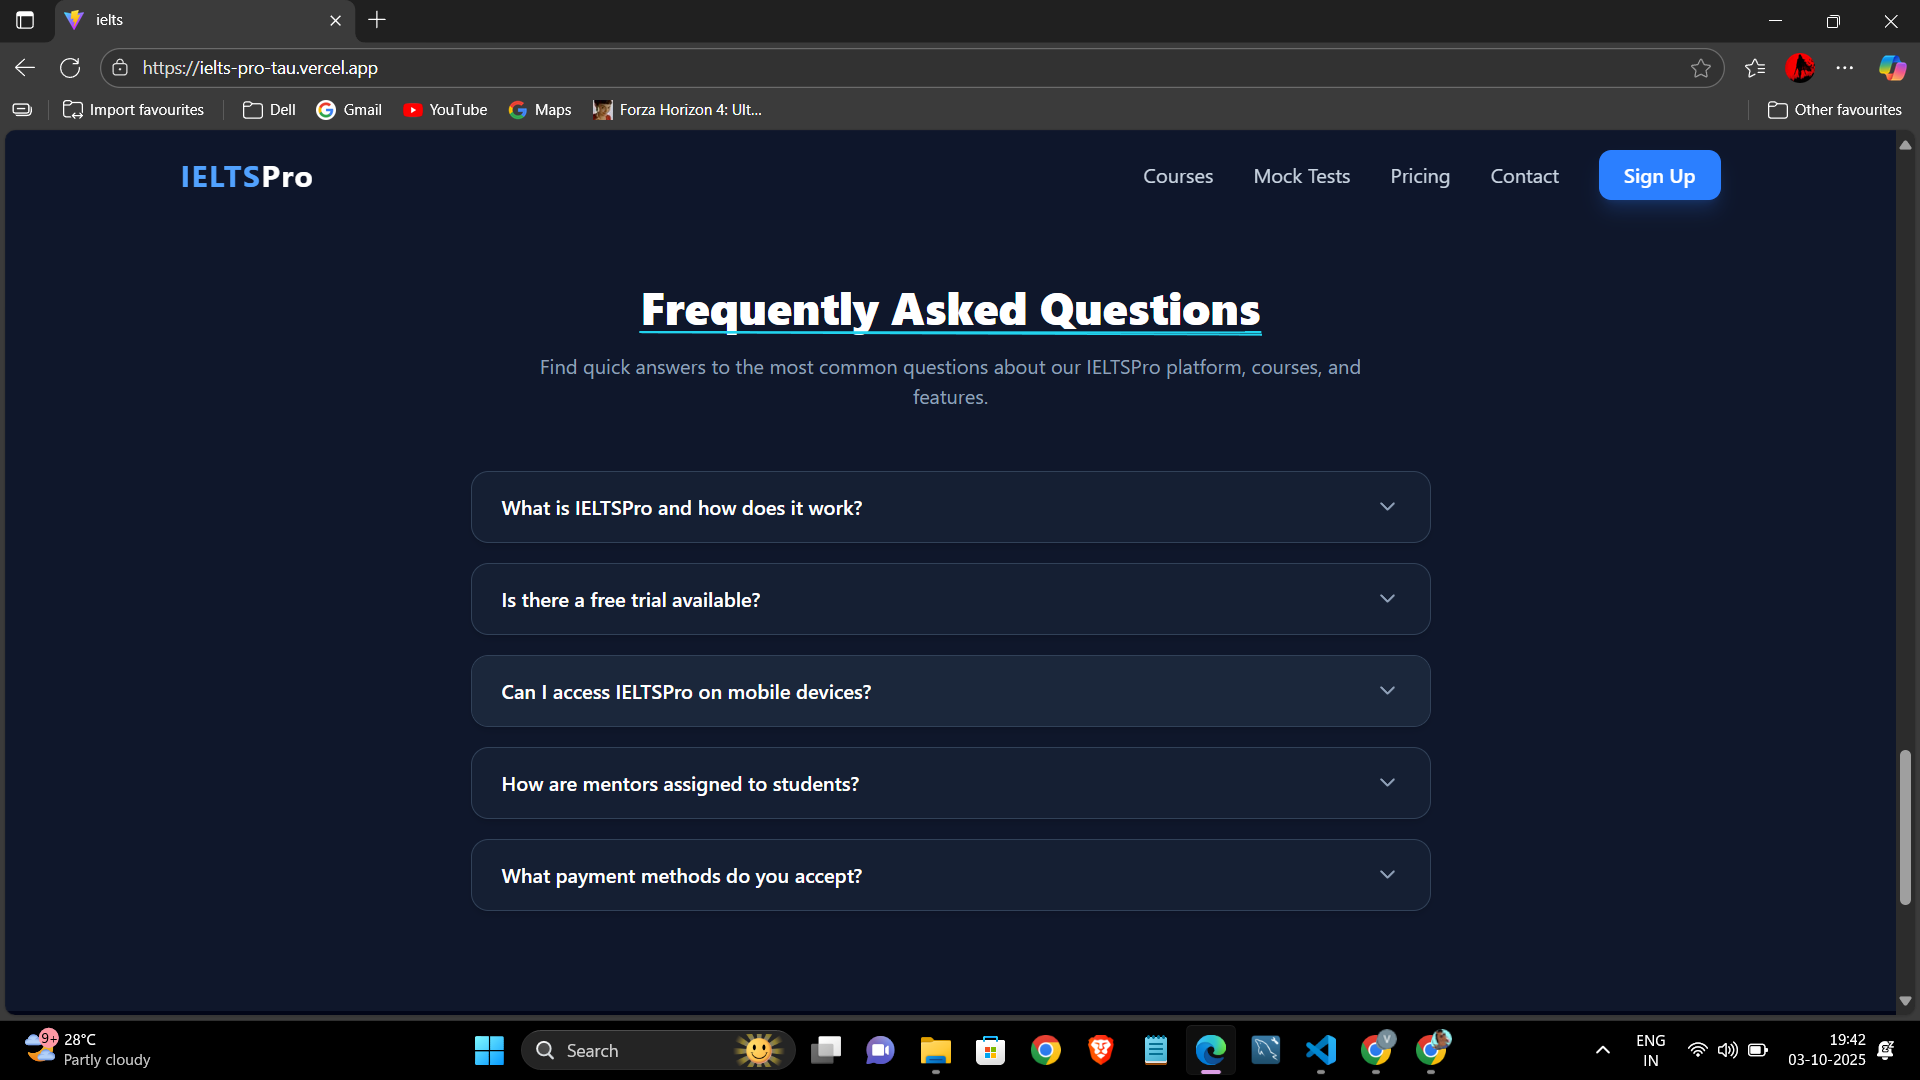 ielts
https://ielts-pro-tau.vercel.app
Import favourites
Dell
Gmail
YouTube
Maps
Forza Horizon 4: Ult...
Other favourites
IELTSPro
Courses
Mock Tests
Pricing
Contact
Sign Up
Frequently Asked Questions
Find quick answers to the most common questions about our IELTSPro platform, courses, and
features.
What is IELTSPro and how does it work?
Is there a free trial available?
Can I access IELTSPro on mobile devices?
How are mentors assigned to students?
What payment methods do you accept?
9+
28°C
Partly cloudy
Search
V
ENG
IN
19:42
03-10-2025